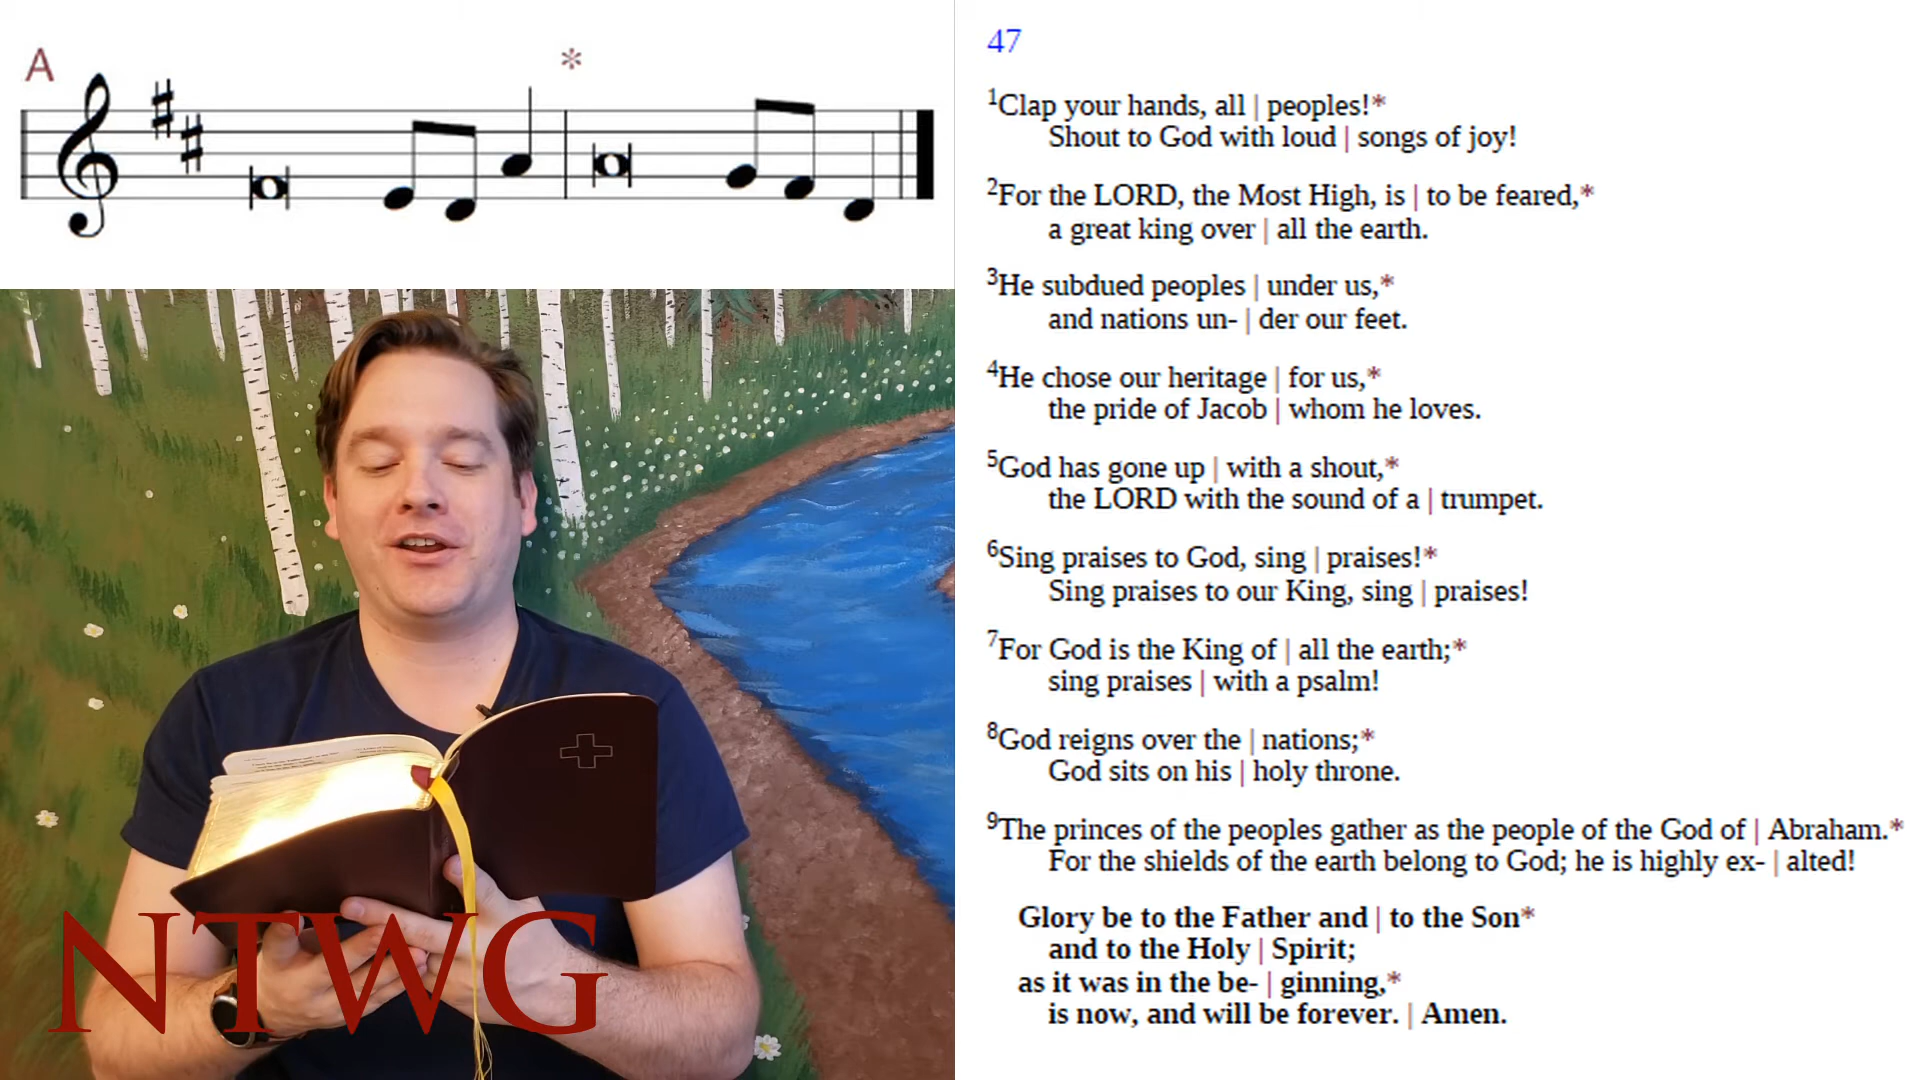 A
*
47
1Clap your hands, all | peoples!*
Shout to God with loud | songs of joy!
2For the LORD, the Most High, is | to be feared,*
a great king over | all the earth.
3He subdued peoples | under us,*
and nations un- | der our feet.
4He chose our heritage | for us,*
the pride of Jacob | whom he loves.
5God has gone up | with a shout,*
the LORD with the sound of a | trumpet.
6Sing praises to God, sing | praises!*
Sing praises to our King, sing | praises!
7For God is the King of | all the earth;*
sing praises | with a psalm!
8God reigns over the | nations;*
God sits on his | holy throne.
9The princes of the peoples gather as the people of the God of | Abraham.*
For the shields of the earth belong to God; he is highly ex- | alted!
Glory be to the Father and | to the Son*
and to the Holy | Spirit;
as it was in the be- | ginning,*
is now, and will be forever. | Amen.
NTWG